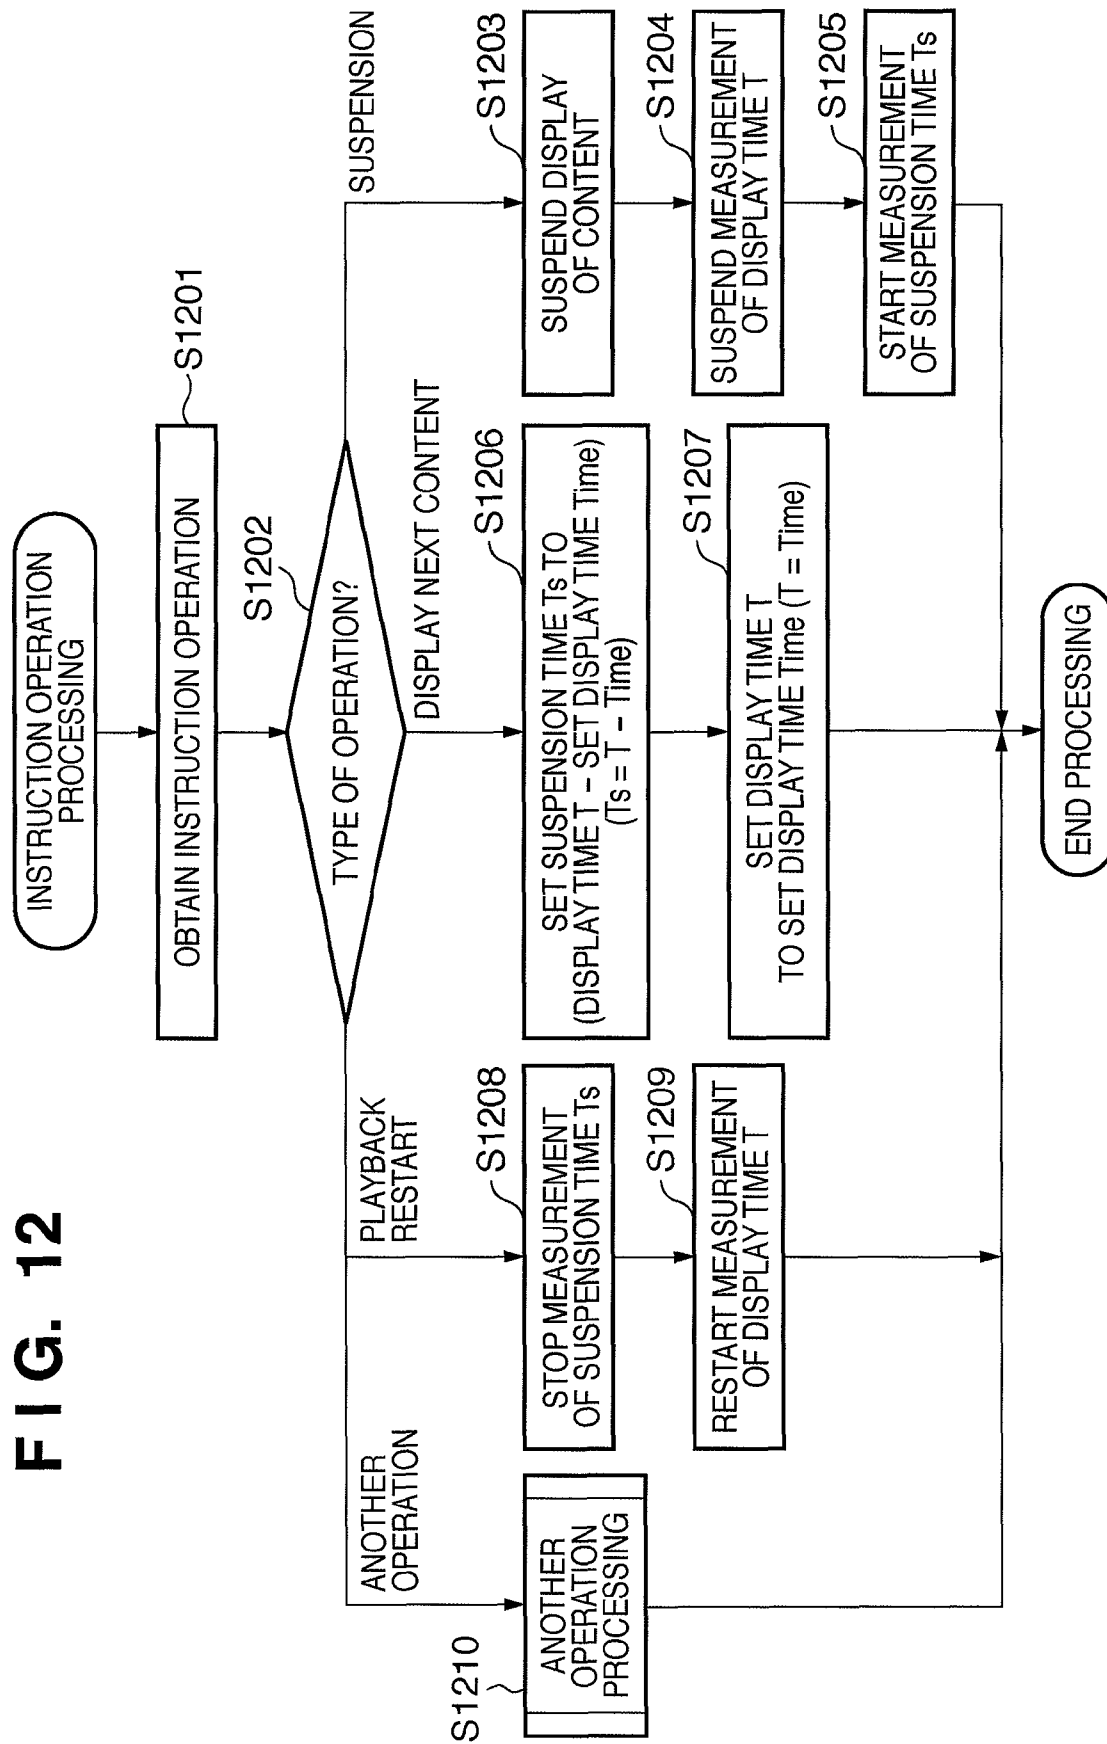 FIG. 12
INSTRUCTION OPERATION
PROCESSING
S1201
OBTAIN INSTRUCTION OPERATION
S1202
TYPE OF OPERATION?
ANOTHER
OPERATION
PLAYBACK
RESTART
DISPLAY NEXT CONTENT
SUSPENSION
S1210
ANOTHER
OPERATION
PROCESSING
S1208
STOP MEASUREMENT
OF SUSPENSION TIME Ts
S1209
RESTART MEASUREMENT
OF DISPLAY TIME T
S1206
SET SUSPENSION TIME Ts TO
(DISPLAY TIME T – SET DISPLAY TIME Time)
(Ts = T – Time)
S1207
SET DISPLAY TIME T
TO SET DISPLAY TIME Time (T = Time)
S1203
SUSPEND DISPLAY
OF CONTENT
S1204
SUSPEND MEASUREMENT
OF DISPLAY TIME T
S1205
START MEASUREMENT
OF SUSPENSION TIME Ts
END PROCESSING